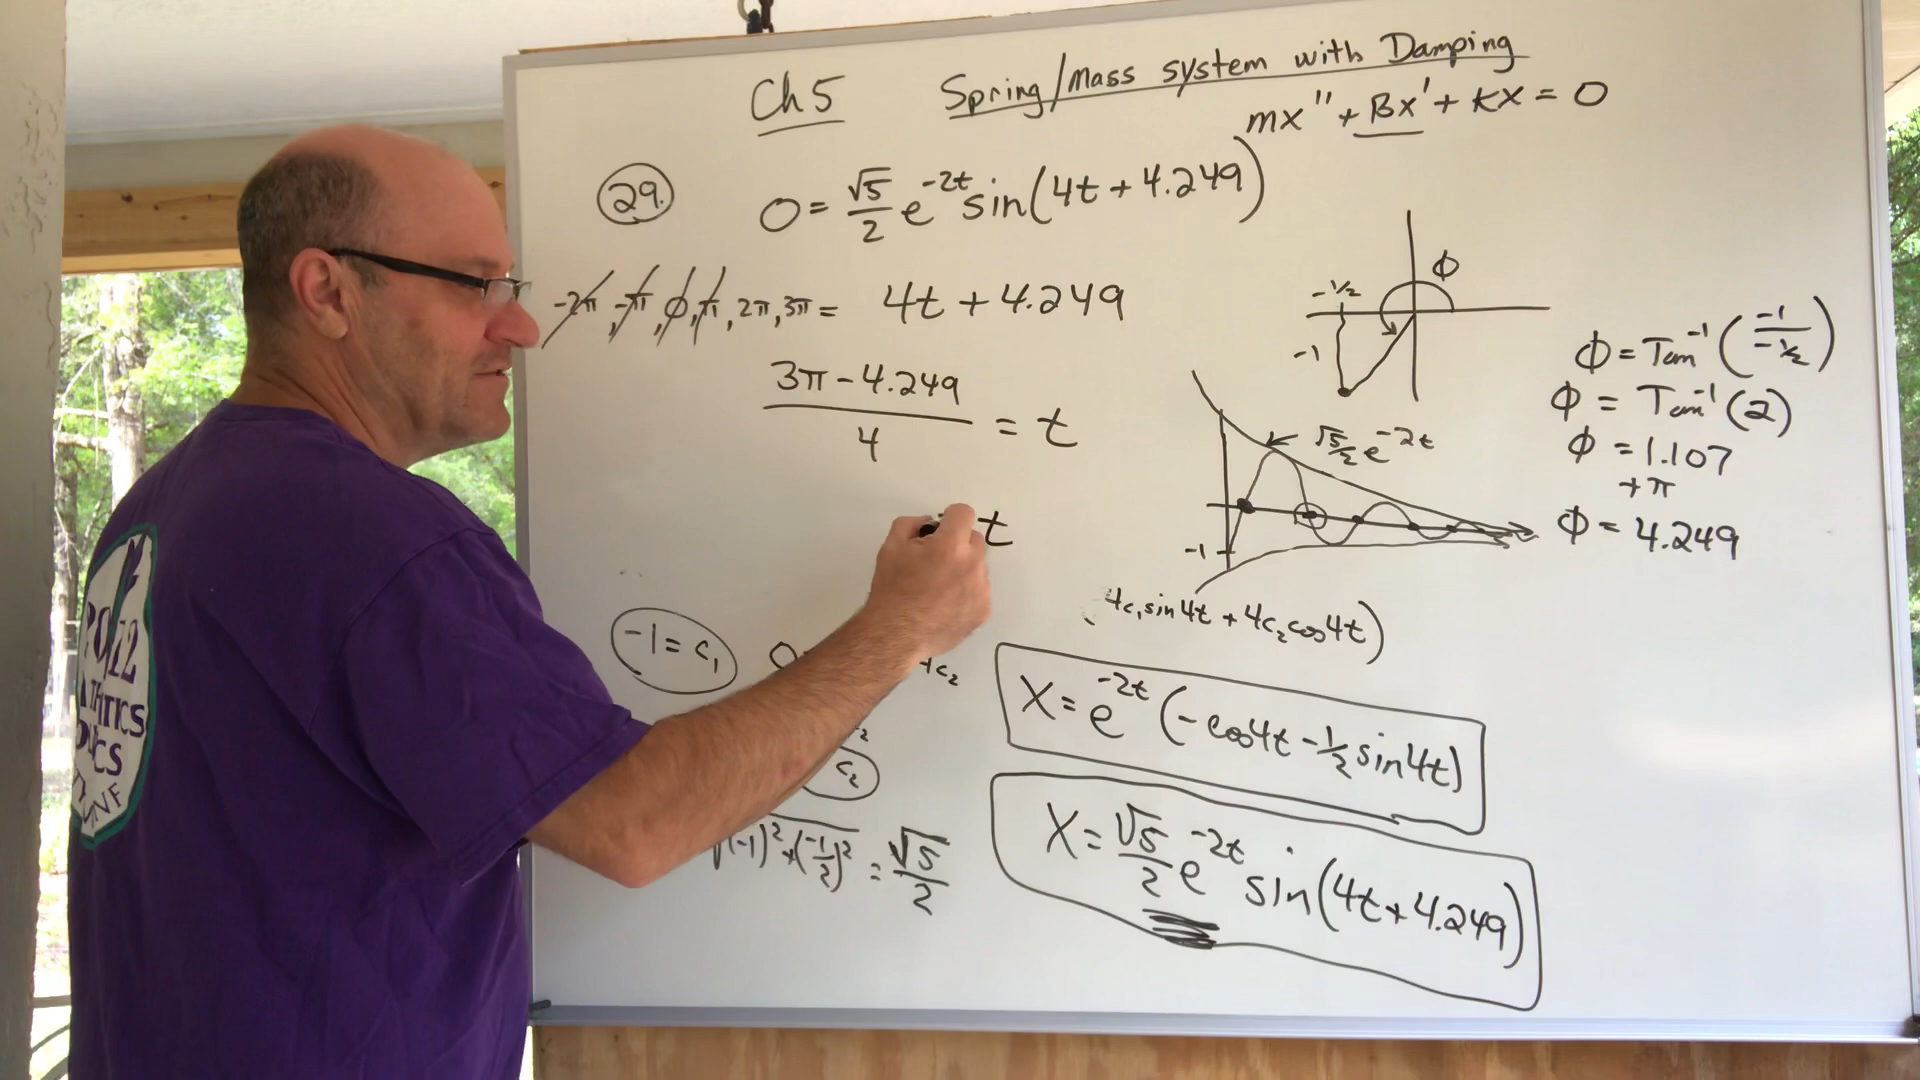 Ch 5 Spring/Mass system with Damping
mx'' + Bx' + kx = 0
29. 0 = √5/2 e^-2t sin(4t + 4.249)
-2π, -π, 0, π, 2π, 3π = 4t + 4.249
3π - 4.249 / 4 = t
t
-1/2
-1
ϕ
ϕ = Tan^-1(-1/-1/2)
ϕ = Tan^-1(2)
ϕ = 1.107
+π
ϕ = 4.249
√5/2 e^-2t
-1
4c₁ sin 4t + 4c₂ cos 4t)
-1 = c₁
c₂
c₂
(-1)² + (-1/2)² = √5/2
X = e^-2t (- cos4t - 1/2 sin 4t)
X = √5/2 e^-2t sin(4t + 4.249)